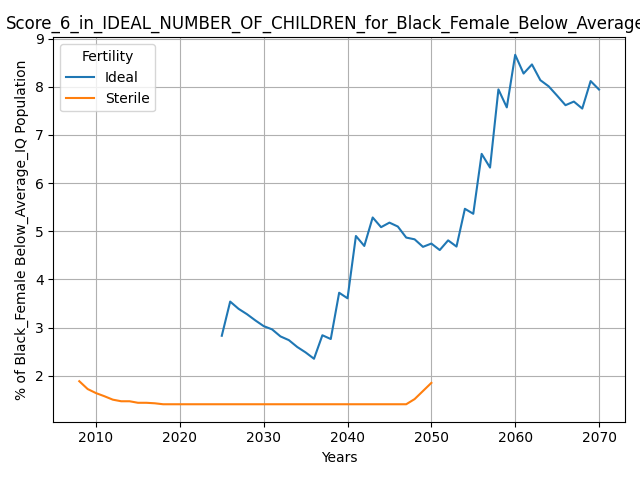 Score_6_in_IDEAL_NUMBER_OF_CHILDREN_for_Black_Female_Below_Average
% of Black_Female Below_Average_IQ Population
9
8
7
6
5
4
3
2
Fertility
Ideal
Sterile
2010 2020 2030 2040 2050 2060 2070
Years